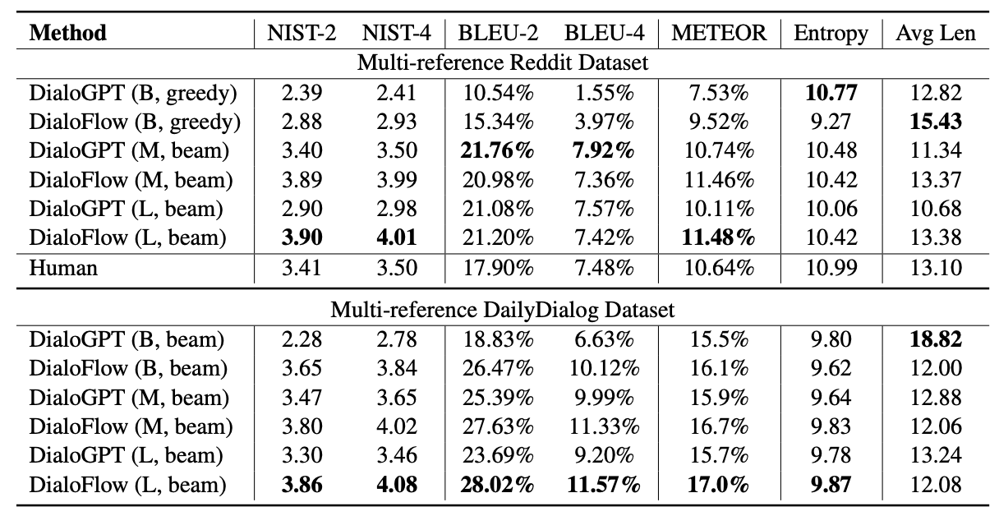 Method NIST-2 NIST-4 BLEU-2 BLEU-4 METEOR Entropy Avg Len
Multi-reference Reddit Dataset
DialoGPT (B, greedy) 2.39 2.41 10.54% 1.55% 7.53% 10.77 12.82
DialoFlow (B, greedy) 2.88 2.93 15.34% 3.97% 9.52% 9.27 15.43
DialoGPT (M, beam) 3.40 3.50 21.76% 7.92% 10.74% 10.48 11.34
DialoFlow (M, beam) 3.89 3.99 20.98% 7.36% 11.46% 10.42 13.37
DialoGPT (L, beam) 2.90 2.98 21.08% 7.57% 10.11% 10.06 10.68
DialoFlow (L, beam) 3.90 4.01 21.20% 7.42% 11.48% 10.42 13.38
Human 3.41 3.50 17.90% 7.48% 10.64% 10.99 13.10
Multi-reference DailyDialog Dataset
DialoGPT (B, beam) 2.28 2.78 18.83% 6.63% 15.5% 9.80 18.82
DialoFlow (B, beam) 3.65 3.84 26.47% 10.12% 16.1% 9.62 12.00
DialoGPT (M, beam) 3.47 3.65 25.39% 9.99% 15.9% 9.64 12.88
DialoFlow (M, beam) 3.80 4.02 27.63% 11.33% 16.7% 9.83 12.06
DialoGPT (L, beam) 3.30 3.46 23.69% 9.20% 15.7% 9.78 13.24
DialoFlow (L, beam) 3.86 4.08 28.02% 11.57% 17.0% 9.87 12.08